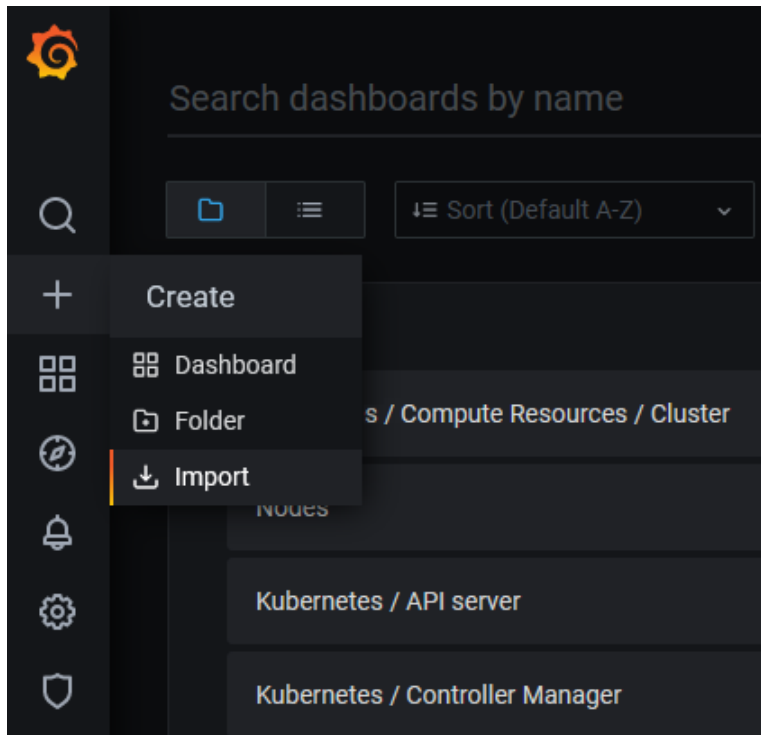 Search dashboards by name
Sort (Default A-Z)
Create
Dashboard
Folder
s / Compute Resources / Cluster
Import
Nodes
Kubernetes / API server
Kubernetes / Controller Manager